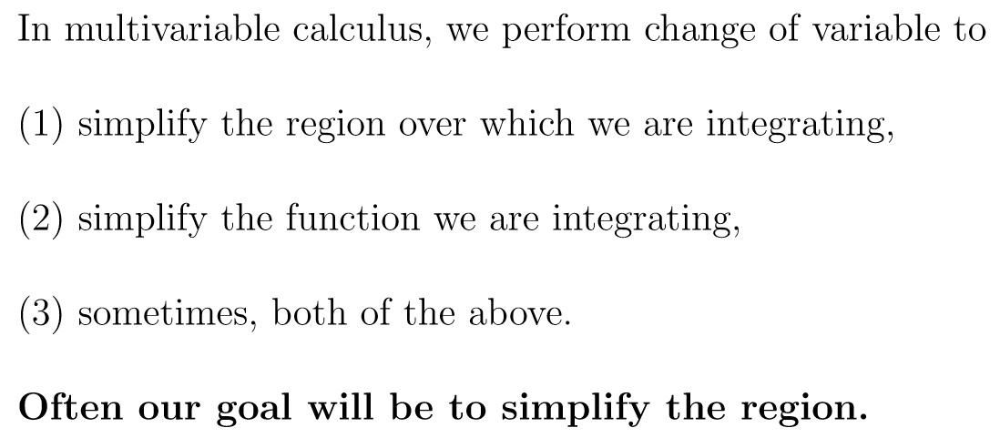 In multivariable calculus, we perform change of variable to
(1) simplify the region over which we are integrating,
(2) simplify the function we are integrating,
(3) sometimes, both of the above.
Often our goal will be to simplify the region.